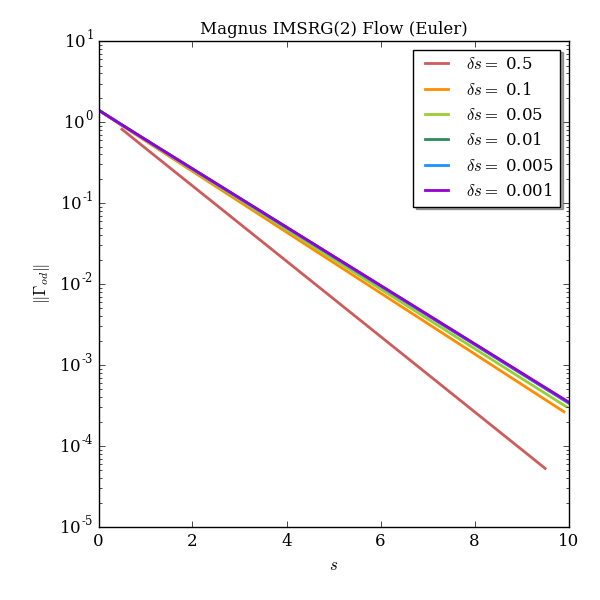 Magnus IMSRG(2) Flow (Euler)
10^1
10^0
10^-1
10^-2
10^-3
10^-4
10^-5
||Γ_od||
δs = 0.5
δs = 0.1
δs = 0.05
δs = 0.01
δs = 0.005
δs = 0.001
0 2 4 6 8 10
s